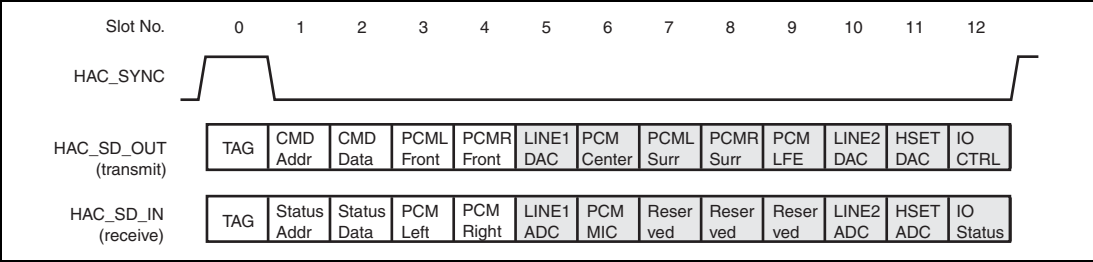 Slot No. 0 1 2 3 4 5 6 7 8 9 10 11 12
HAC_SYNC
HAC_SD_OUT
(transmit)
TAG
CMD
Addr
CMD
Data
PCML
Front
PCMR
Front
LINE1
DAC
PCM
Center
PCML
Surr
PCMR
Surr
PCM
LFE
LINE2
DAC
HSET
DAC
IO
CTRL
HAC_SD_IN
(receive)
TAG
Status
Addr
Status
Data
PCM
Left
PCM
Right
LINE1
ADC
PCM
MIC
Reser
ved
Reser
ved
Reser
ved
LINE2
ADC
HSET
ADC
IO
Status